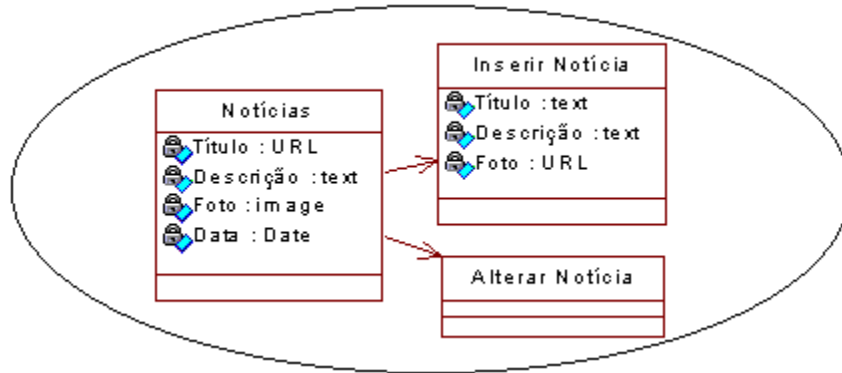 Notícias
Título : URL
Descrição : text
Foto : image
Data : Date
Inserir Notícia
Título : text
Descrição : text
Foto : URL
Alterar Notícia